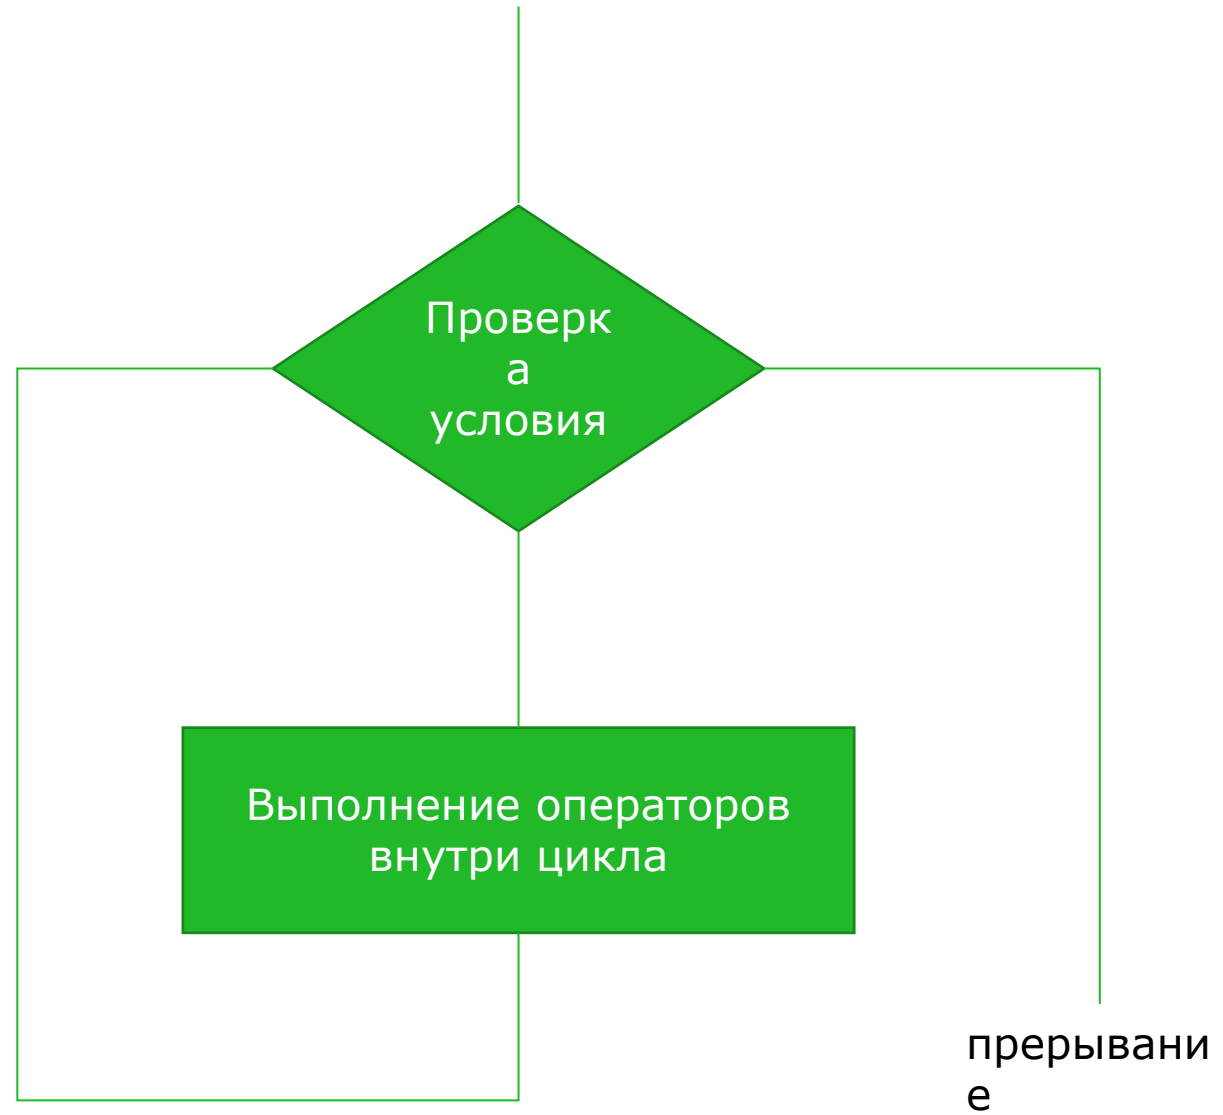 Проверк
а
условия
Выполнение операторов
внутри цикла
прерывани
е